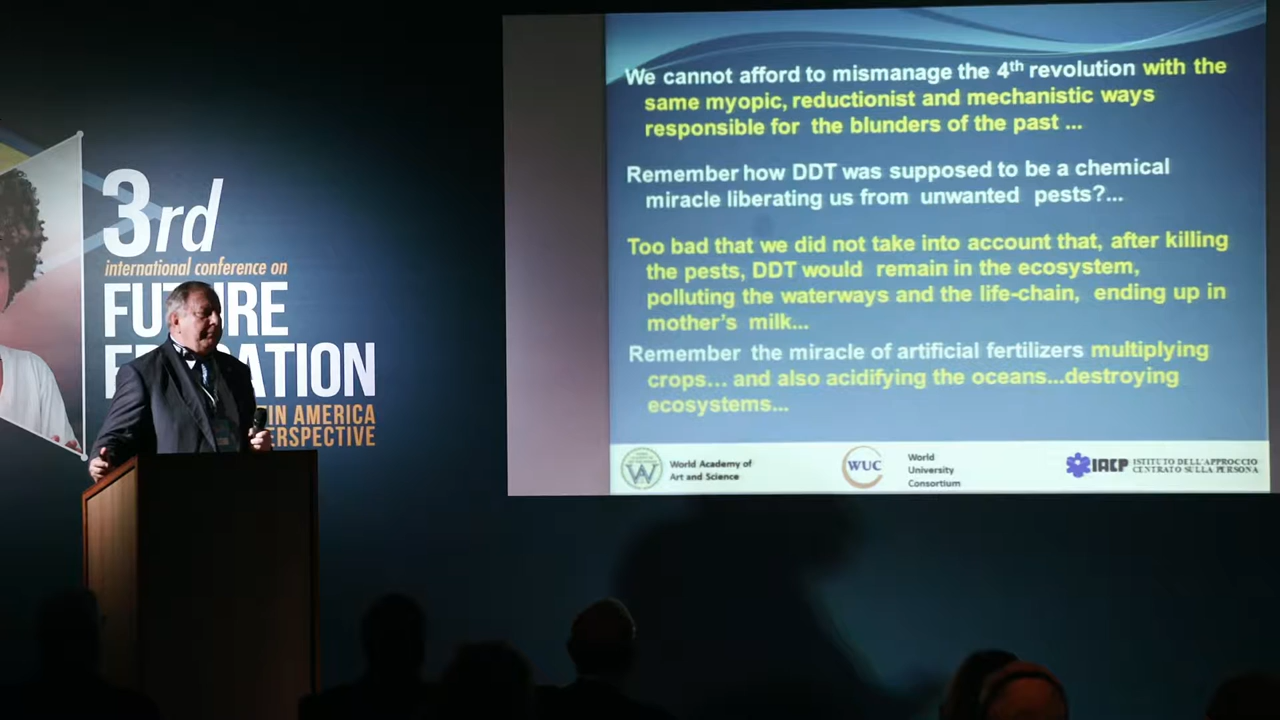 3rd
international conference on
FUTURE
E ATION
IN AMERICA
ERSPECTIVE
We cannot afford to mismanage the 4th revolution with the
same myopic, reductionist and mechanistic ways
responsible for the blunders of the past ...
Remember how DDT was supposed to be a chemical
miracle liberating us from unwanted pests?...
Too bad that we did not take into account that, after killing
the pests, DDT would remain in the ecosystem,
polluting the waterways and the life-chain, ending up in
mother's milk...
Remember the miracle of artificial fertilizers multiplying
crops... and also acidifying the oceans...destroying
ecosystems...
World Academy of
Art and Science
WUC
World
University
Consortium
IACP
ISTITUTO DELL'APPROCCIO
CENTRATO SULLA PERSONA